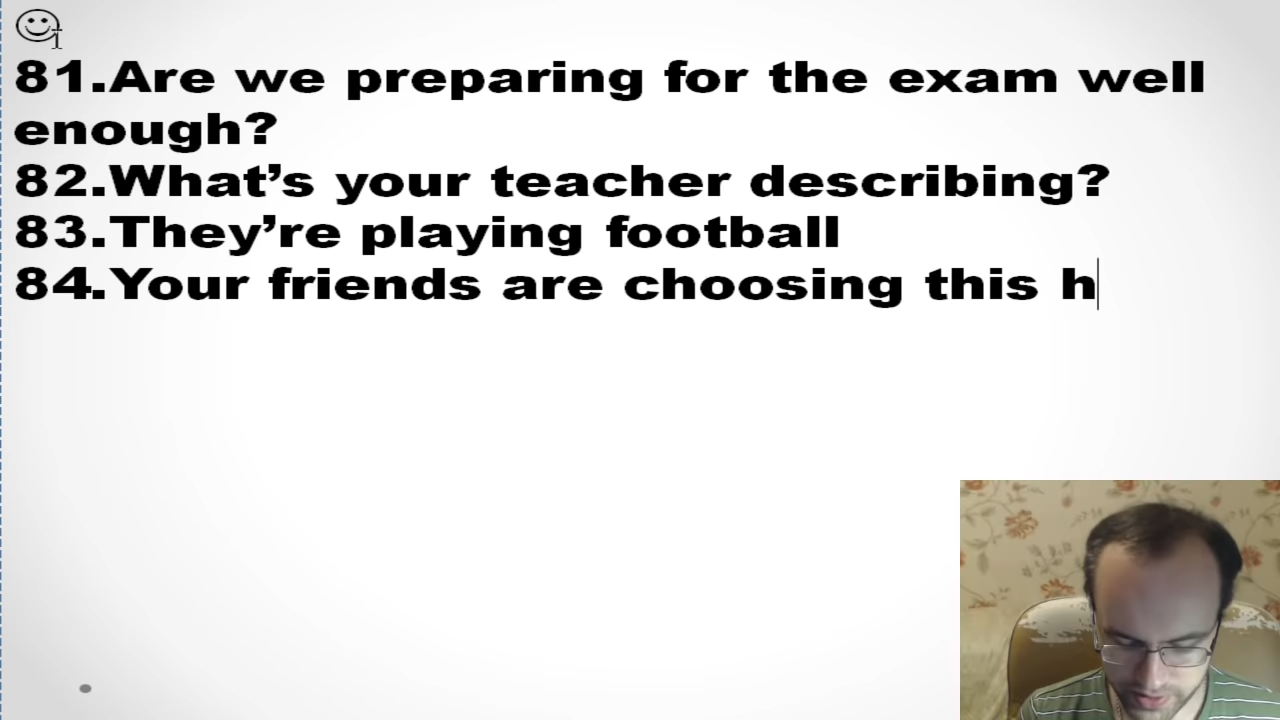 81.Are we preparing for the exam well
enough?
82.What’s your teacher describing?
83.They’re playing football
84.Your friends are choosing this h